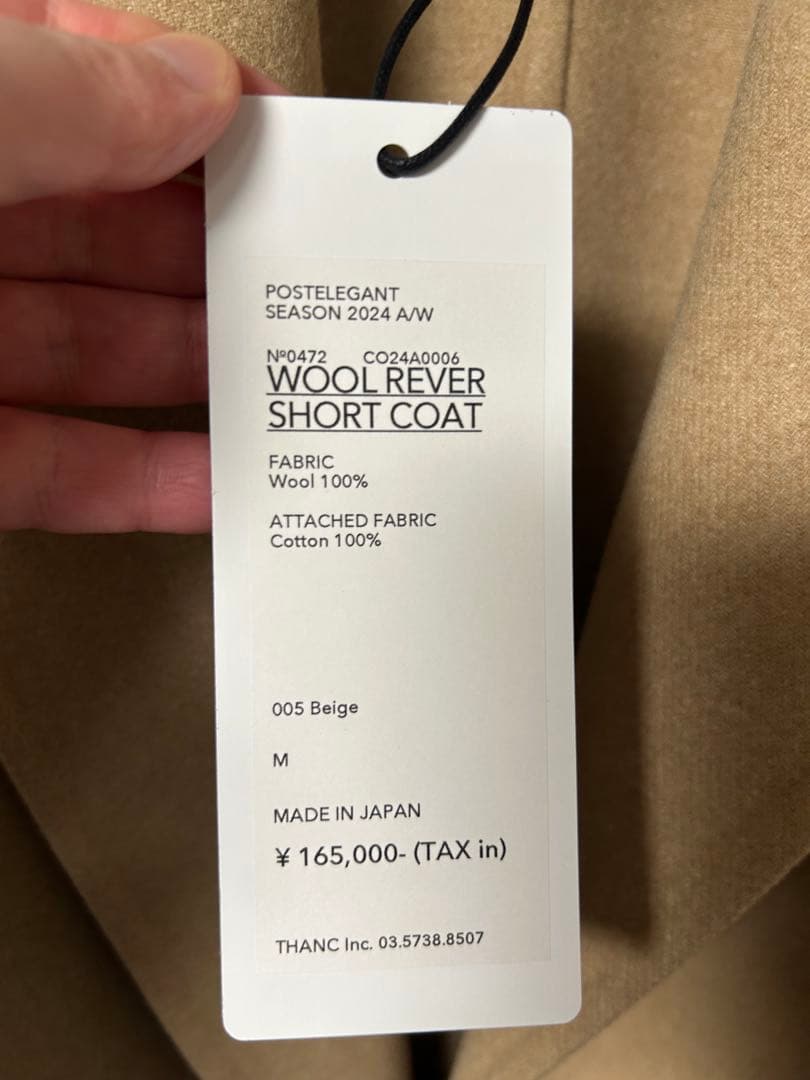 POSTELEGANT
SEASON 2024 A/W
Nº0472 CO24A0006
WOOL REVER
SHORT COAT
FABRIC
Wool 100%
ATTACHED FABRIC
Cotton 100%
005 Beige
M
MADE IN JAPAN
¥ 165,000- (TAX in)
THANC Inc. 03.5738.8507